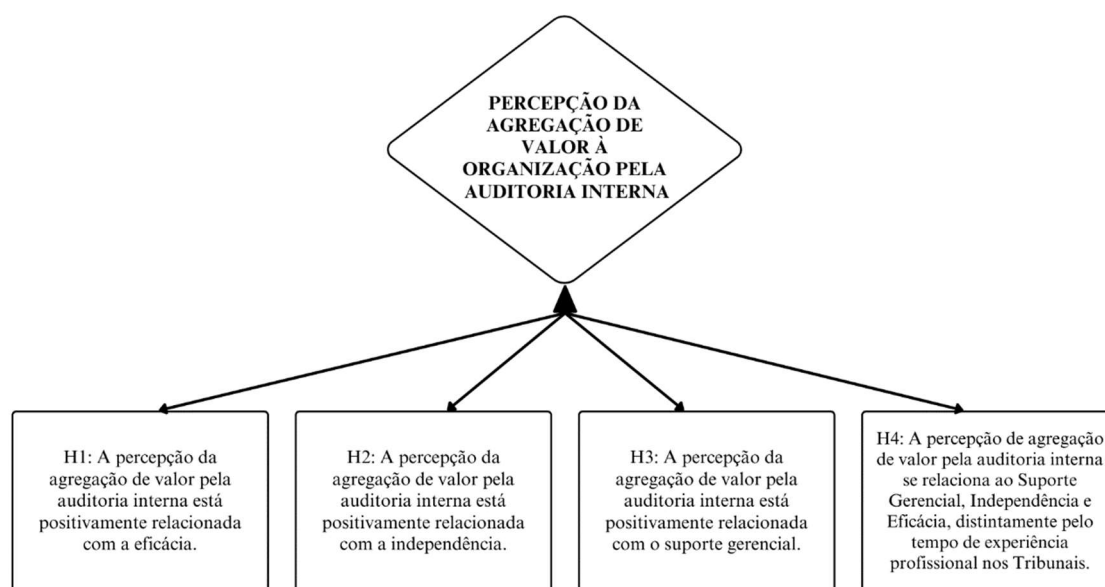 PERCEPÇÃO DA
AGREGAÇÃO DE
VALOR À
ORGANIZAÇÃO PELA
AUDITORIA INTERNA
H1: A percepção da
agregação de valor pela
auditoria interna está
positivamente relacionada
com a eficácia.
H2: A percepção da
agregação de valor pela
auditoria interna está
positivamente relacionada
com a independência.
H3: A percepção da
agregação de valor pela
auditoria interna está
positivamente relacionada
com o suporte gerencial.
H4: A percepção de agregação
de valor pela auditoria interna
se relaciona ao Suporte
Gerencial, Independência e
Eficácia, distintamente pelo
tempo de experiência
profissional nos Tribunais.